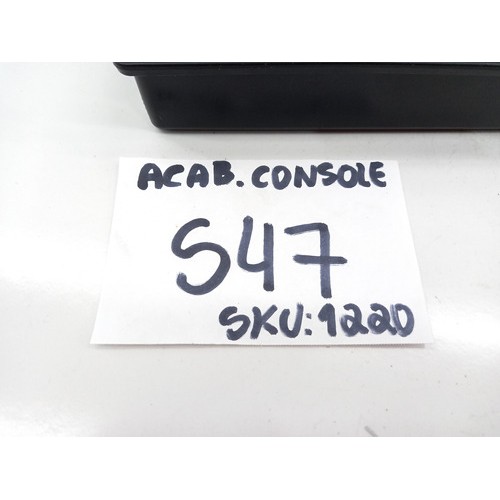 ACAB. CONSOLE
S47
SKU: 1220